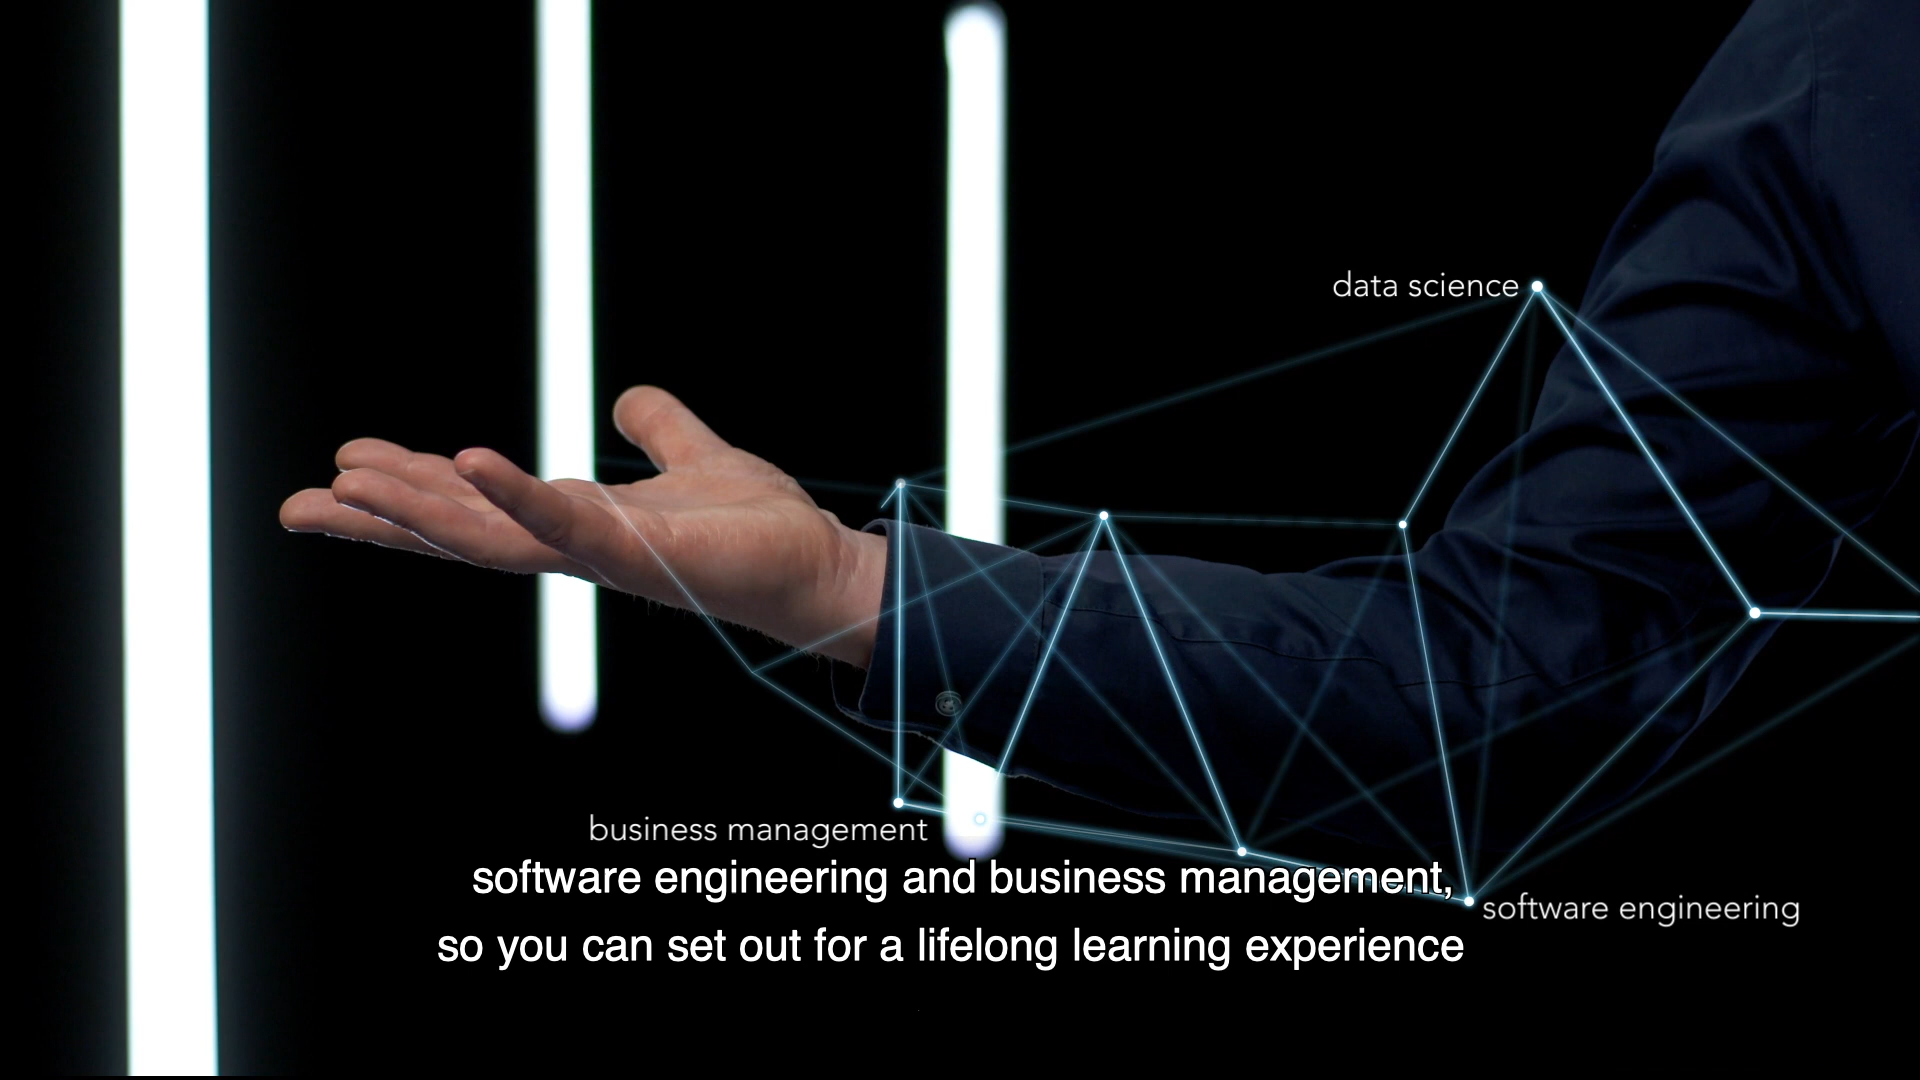 data science
business management
software engineering and business management,
software engineering
so you can set out for a lifelong learning experience